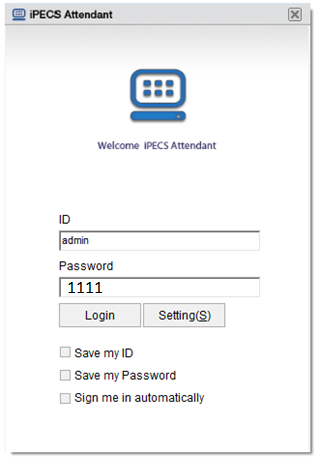 iPECS Attendant
Welcome iPECS Attendant
ID
admin
Password
1111
Login Setting(S)
Save my ID
Save my Password
Sign me in automatically